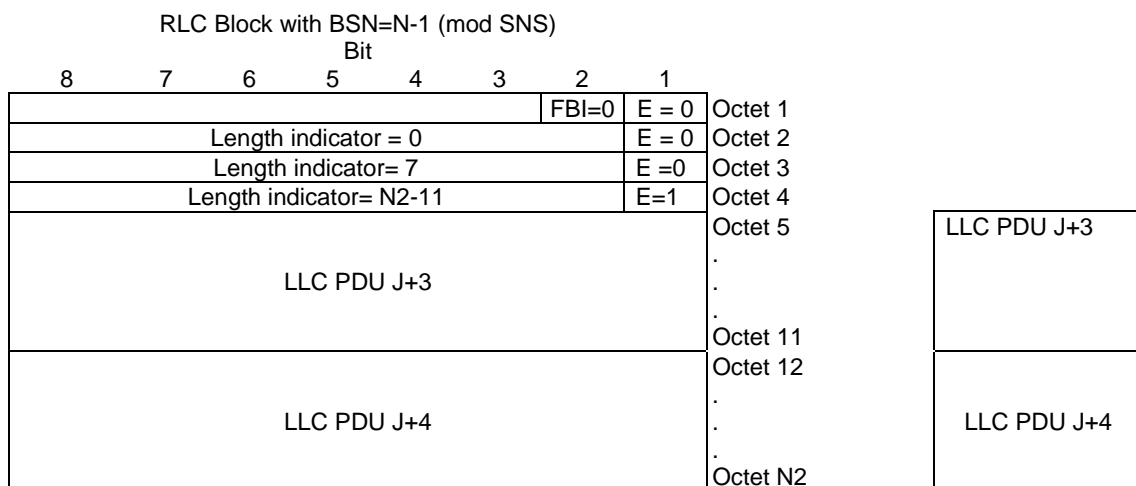 RLC Block with BSN=N-1 (mod SNS)
Bit
8 7 6 5 4 3 2 1
FBI=0 E = 0 Octet 1
Length indicator = 0 E = 0 Octet 2
Length indicator= 7 E =0 Octet 3
Length indicator= N2-11 E=1 Octet 4
Octet 5 LLC PDU J+3
.
LLC PDU J+3 .
.
Octet 11
Octet 12
.
LLC PDU J+4 . LLC PDU J+4
.
Octet N2